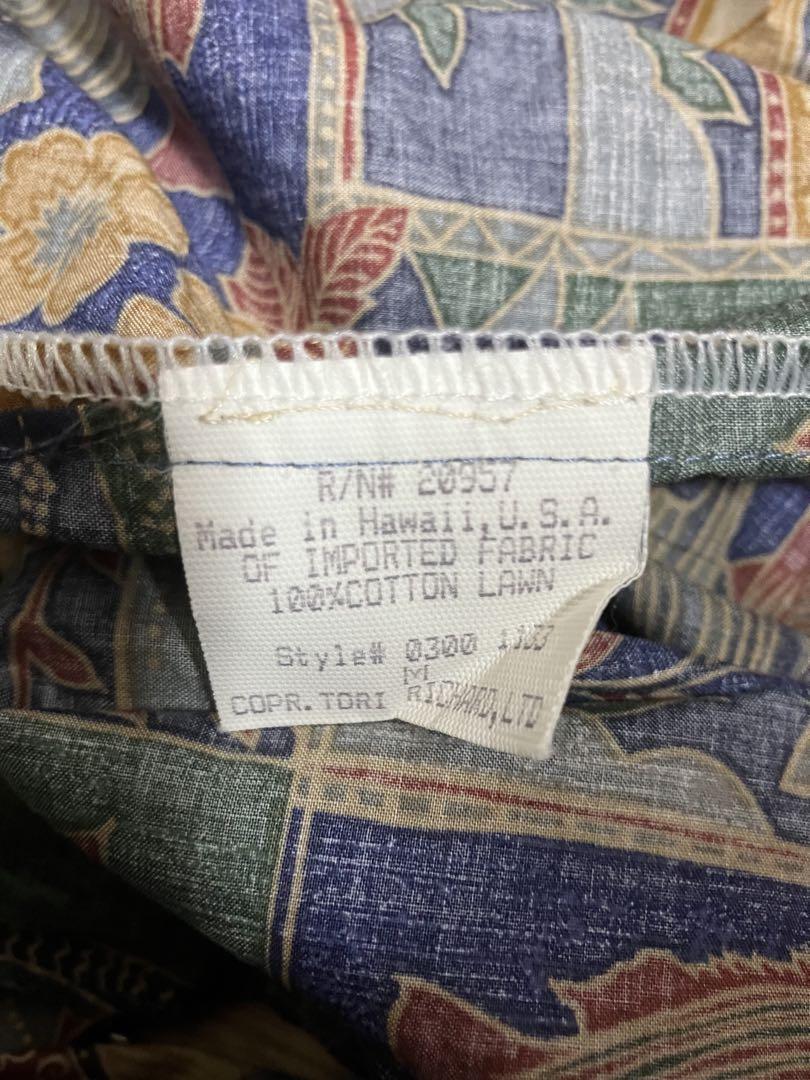 R/N# 20957
Made in Hawaii, U.S.A.
OF IMPORTED FABRIC
100%COTTON LAWN
Style# 0300
M
COPR. TORI RICHARD, LTD